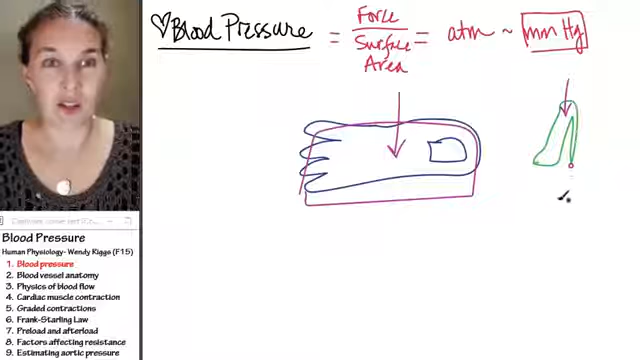 ♡Blood Pressure = Force / Surface Area = atm ~ mm Hg
Blood Pressure
Human Physiology- Wendy Riggs (F15)
1. Blood pressure
2. Blood vessel anatomy
3. Physics of blood flow
4. Cardiac muscle contraction
5. Graded contractions
6. Frank-Starling Law
7. Preload and afterload
8. Factors affecting resistance
9. Estimating aortic pressure